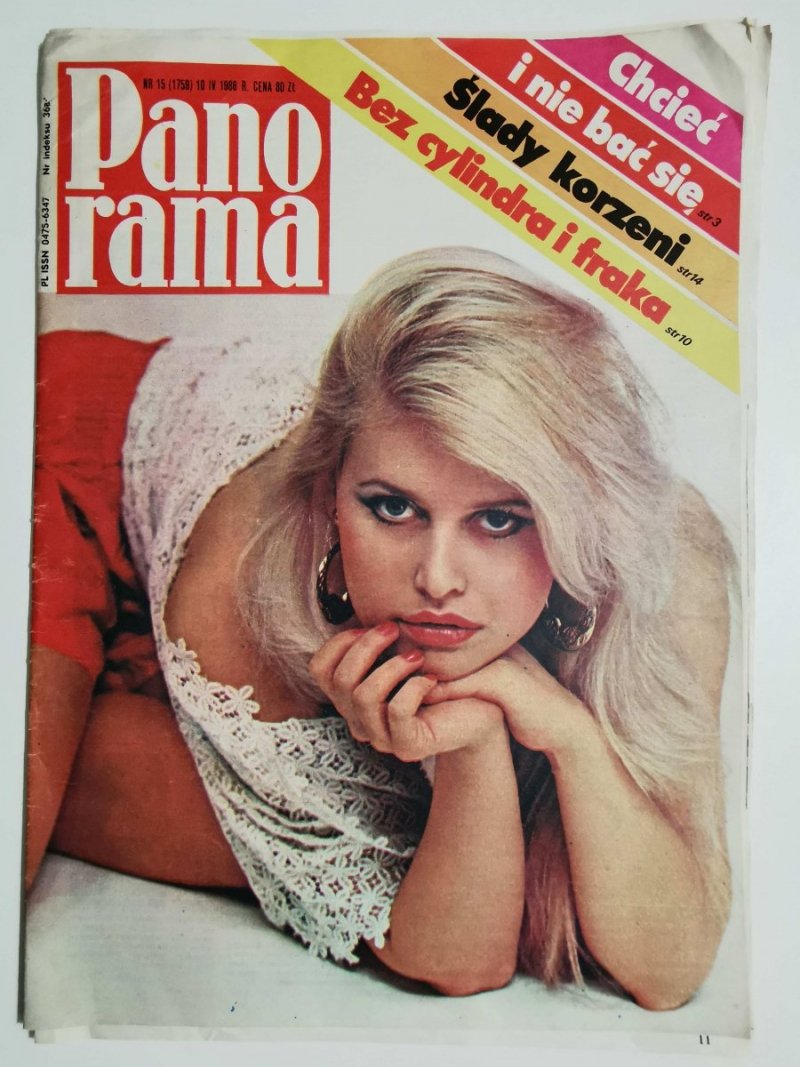 NR 15 (1758) 10 IV 1988 R. CENA 80 ZŁ
Pano
rama
PL ISSN 0475-6347 Nr indeksu
Chcieć
i nie bać się
str 3
Ślady korzeni
str 14
Bez cylindra i fraka
str 10
11